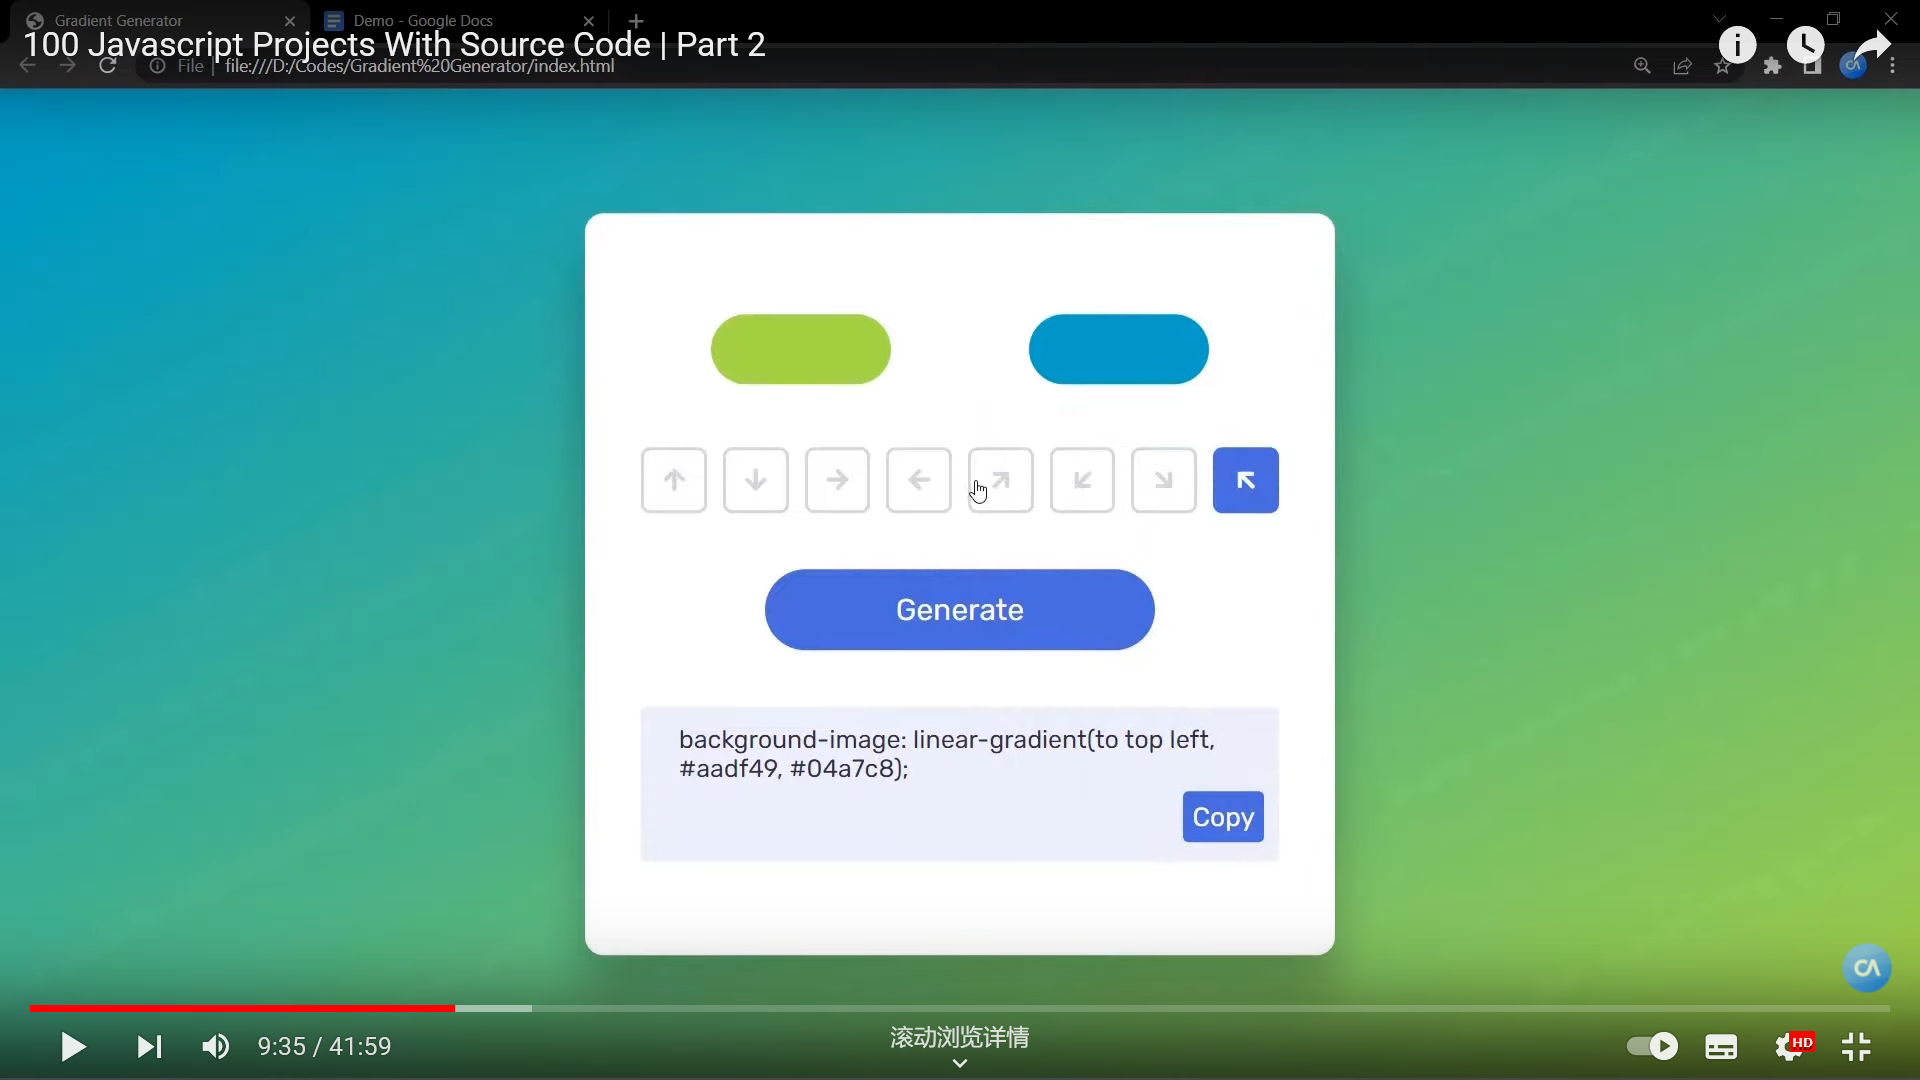 Gradient Generator
Demo - Google Docs
100 Javascript Projects With Source Code | Part 2
File | file:///D:/Codes/Gradient%20Generator/index.html
CA
Generate
background-image: linear-gradient(to top left,
#aadf49, #04a7c8);
Copy
CA
9:35 / 41:59
滚动浏览详情
HD